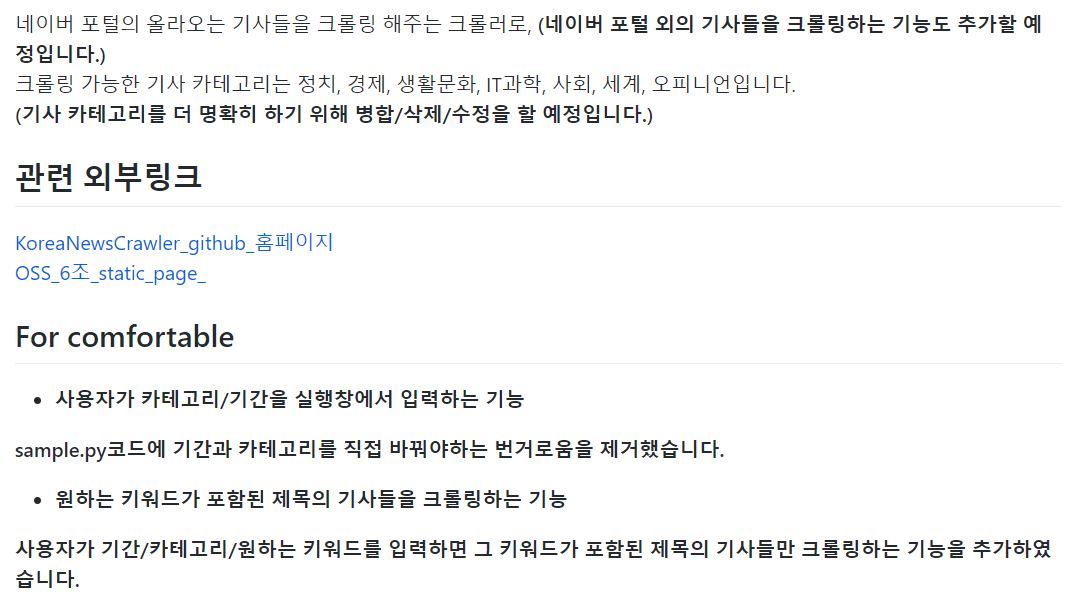 네이버 포털의 올라오는 기사들을 크롤링 해주는 크롤러로, (네이버 포털 외의 기사들을 크롤링하는 기능도 추가할 예
정입니다.)
크롤링 가능한 기사 카테고리는 정치, 경제, 생활문화, IT과학, 사회, 세계, 오피니언입니다.
(기사 카테고리를 더 명확히 하기 위해 병합/삭제/수정을 할 예정입니다.)
관련 외부링크
KoreaNewsCrawler_github_홈페이지
OSS_6조_static_page_
For comfortable
• 사용자가 카테고리/기간을 실행창에서 입력하는 기능
sample.py코드에 기간과 카테고리를 직접 바꿔야하는 번거로움을 제거했습니다.
• 원하는 키워드가 포함된 제목의 기사들을 크롤링하는 기능
사용자가 기간/카테고리/원하는 키워드를 입력하면 그 키워드가 포함된 제목의 기사들만 크롤링하는 기능을 추가하였
습니다.